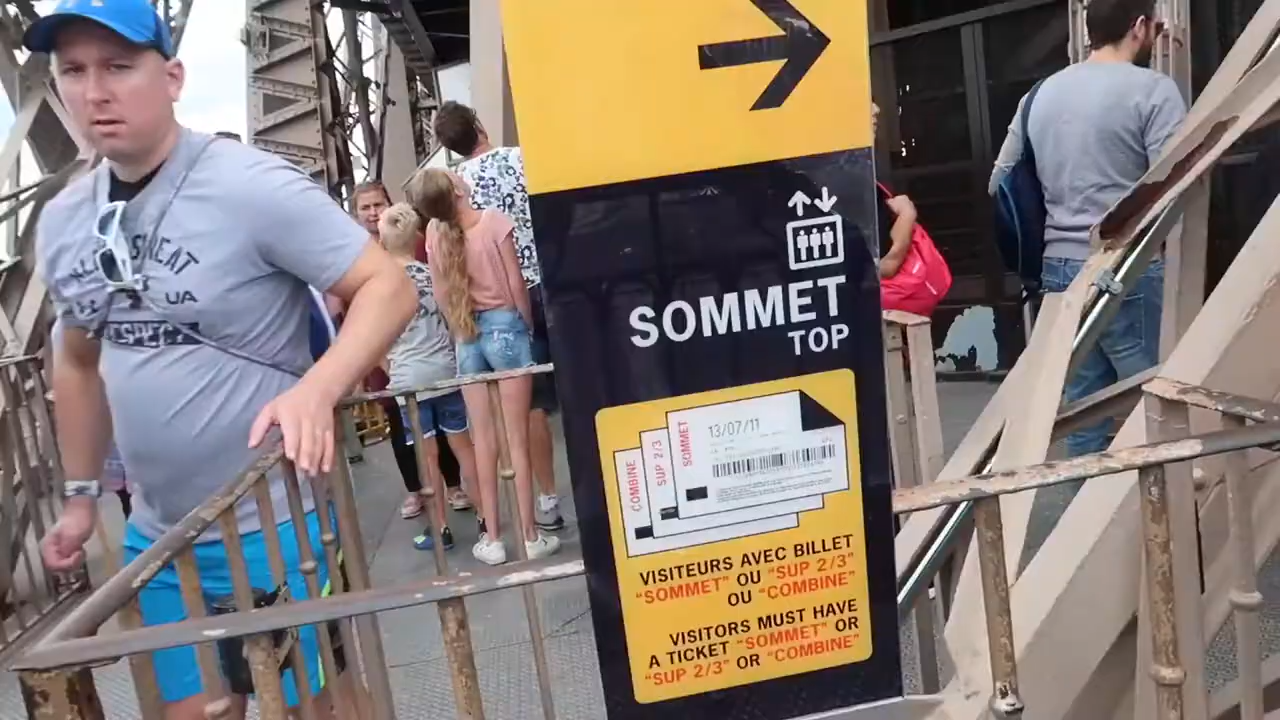 SOMMET
TOP
COMBINE
SUP 2/3
SOMMET
13/07/11
VISITEURS AVEC BILLET
"SOMMET" OU "SUP 2/3"
OU "COMBINE"
VISITORS MUST HAVE
A TICKET "SOMMET" OR
"SUP 2/3" OR "COMBINE"
UA